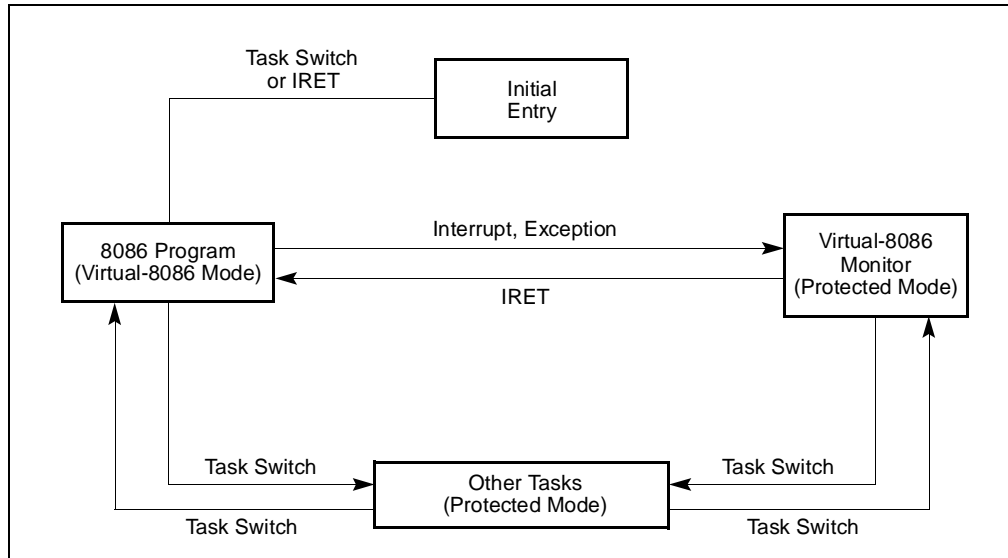 Task Switch
or IRET
Initial
Entry
8086 Program
(Virtual-8086 Mode)
Interrupt, Exception
IRET
Virtual-8086
Monitor
(Protected Mode)
Task Switch
Task Switch
Other Tasks
(Protected Mode)
Task Switch
Task Switch